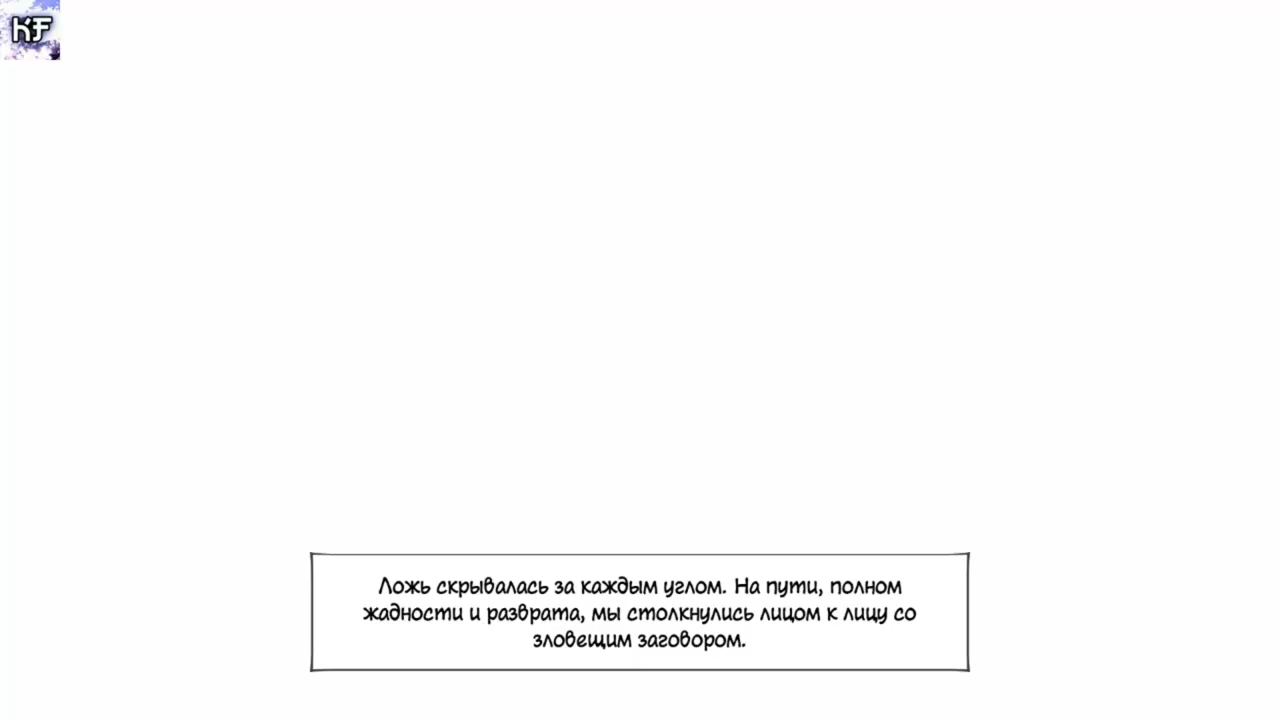 KF
Ложь скрывалась за каждым углом. На пути, полном
жадности и разврата, мы столкнулись лицом к лицу со
зловещим заговором.